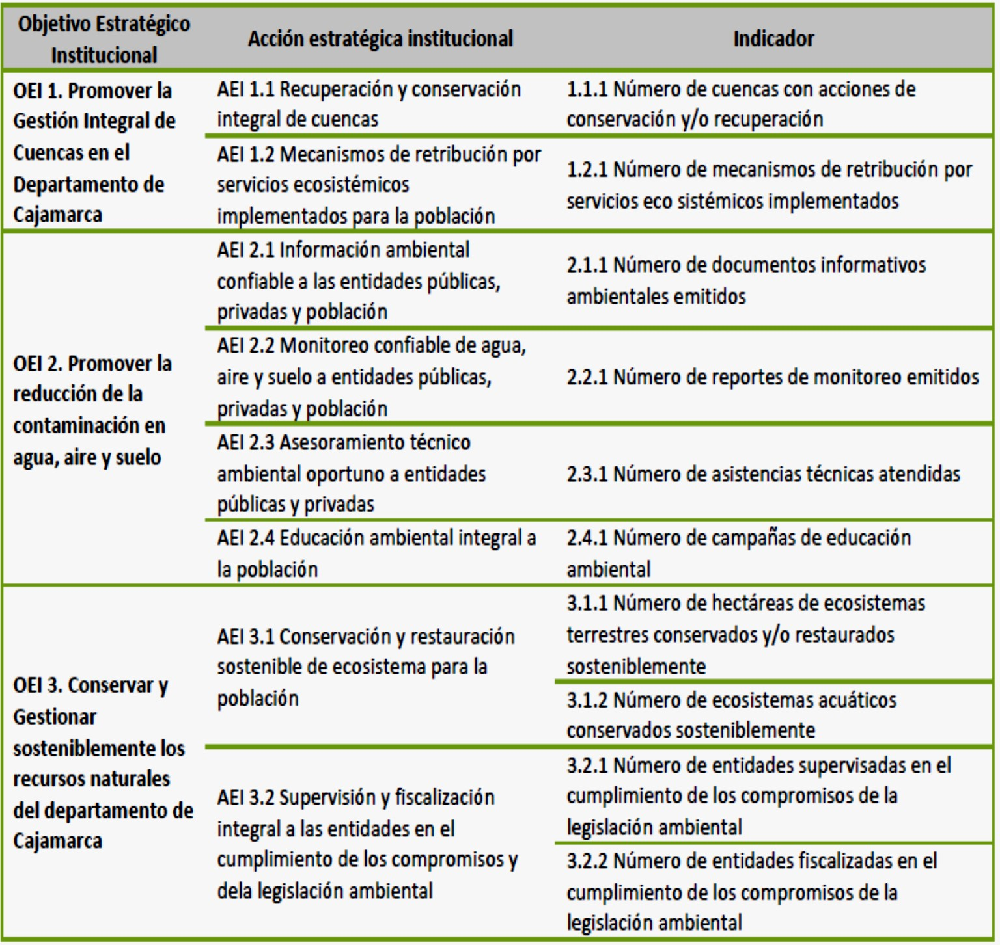 Objetivo Estratégico
Institucional
Acción estratégica institucional
Indicador
OEI 1. Promover la
Gestión Integral de
Cuencas en el
Departamento de
Cajamarca
AEI 1.1 Recuperación y conservación
integral de cuencas
1.1.1 Número de cuencas con acciones de
conservación y/o recuperación
AEI 1.2 Mecanismos de retribución por
servicios ecosistémicos
implementados para la población
1.2.1 Número de mecanismos de retribución por
servicios eco sistémicos implementados
OEI 2. Promover la
reducción de la
contaminación en
agua, aire y suelo
AEI 2.1 Información ambiental
confiable a las entidades públicas,
privadas y población
2.1.1 Número de documentos informativos
ambientales emitidos
AEI 2.2 Monitoreo confiable de agua,
aire y suelo a entidades públicas,
privadas y población
2.2.1 Número de reportes de monitoreo emitidos
AEI 2.3 Asesoramiento técnico
ambiental oportuno a entidades
públicas y privadas
2.3.1 Número de asistencias técnicas atendidas
AEI 2.4 Educación ambiental integral a
la población
2.4.1 Número de campañas de educación
ambiental
OEI 3. Conservar y
Gestionar
sosteniblemente los
recursos naturales
del departamento de
Cajamarca
AEI 3.1 Conservación y restauración
sostenible de ecosistema para la
población
3.1.1 Número de hectáreas de ecosistemas
terrestres conservados y/o restaurados
sosteniblemente
3.1.2 Número de ecosistemas acuáticos
conservados sosteniblemente
AEI 3.2 Supervisión y fiscalización
integral a las entidades en el
cumplimiento de los compromisos y
dela legislación ambiental
3.2.1 Número de entidades supervisadas en el
cumplimiento de los compromisos de la
legislación ambiental
3.2.2 Número de entidades fiscalizadas en el
cumplimiento de los compromisos de la
legislación ambiental